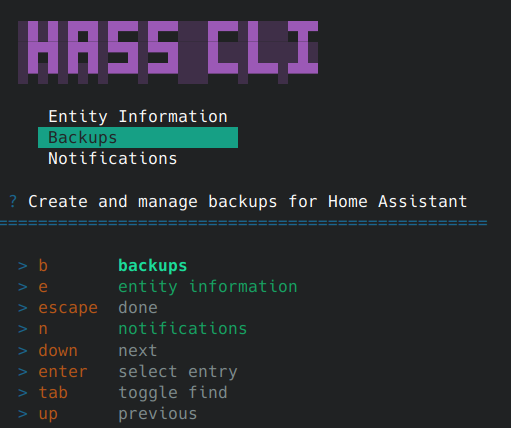 HASS CLI
Entity Information
Backups
Notifications
? Create and manage backups for Home Assistant
================================================
> b backups
> e entity information
> escape done
> n notifications
> down next
> enter select entry
> tab toggle find
> up previous